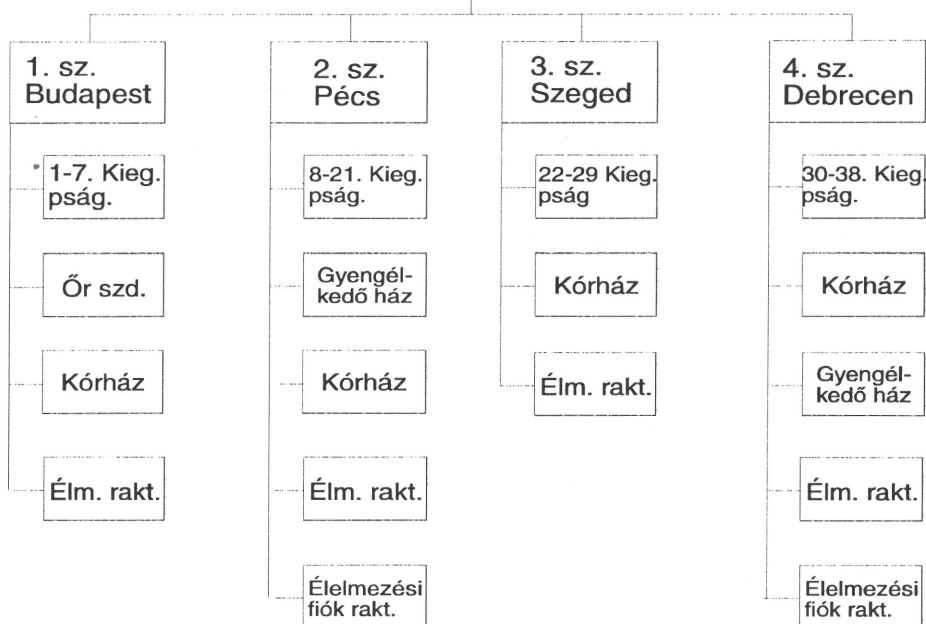 1. sz.
Budapest
1-7. Kieg.
pság.
Őr szd.
Kórház
Élm. rakt.
2. sz.
Pécs
8-21. Kieg.
pság.
Gyengél-
kedő ház
Kórház
Élm. rakt.
Élelmezési
fiók rakt.
3. sz.
Szeged
22-29 Kieg.
pság
Kórház
Élm. rakt.
4. sz.
Debrecen
30-38. Kieg.
pság.
Kórház
Gyengél-
kedő ház
Élm. rakt.
Élelmezési
fiók rakt.